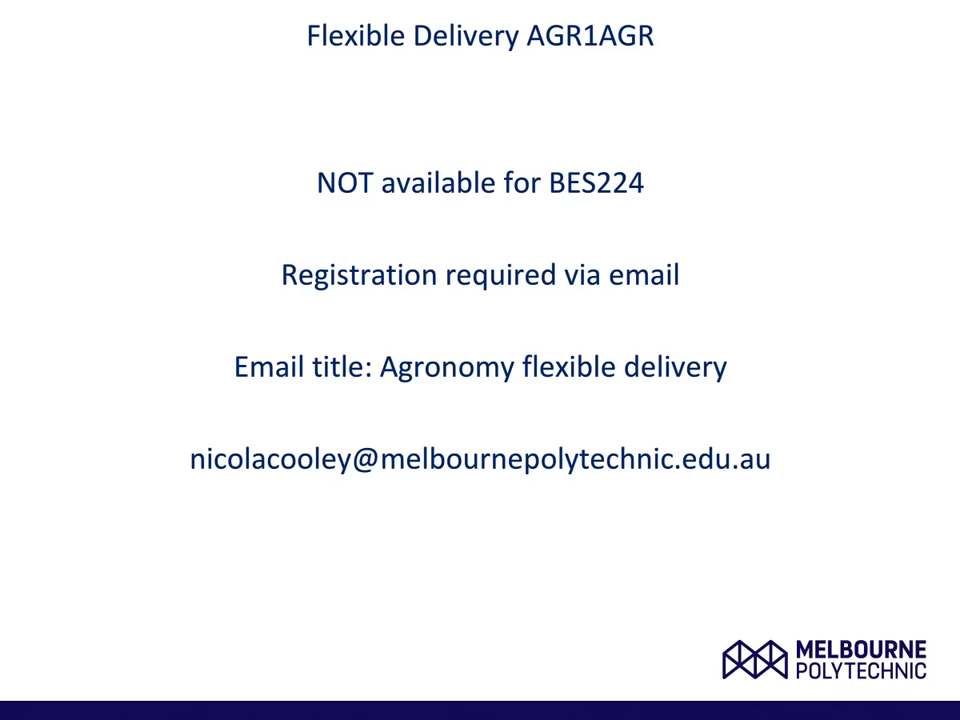 Flexible Delivery AGR1AGR
NOT available for BES224
Registration required via email
Email title: Agronomy flexible delivery
nicolacooley@melbournepolytechnic.edu.au
MELBOURNE
POLYTECHNIC